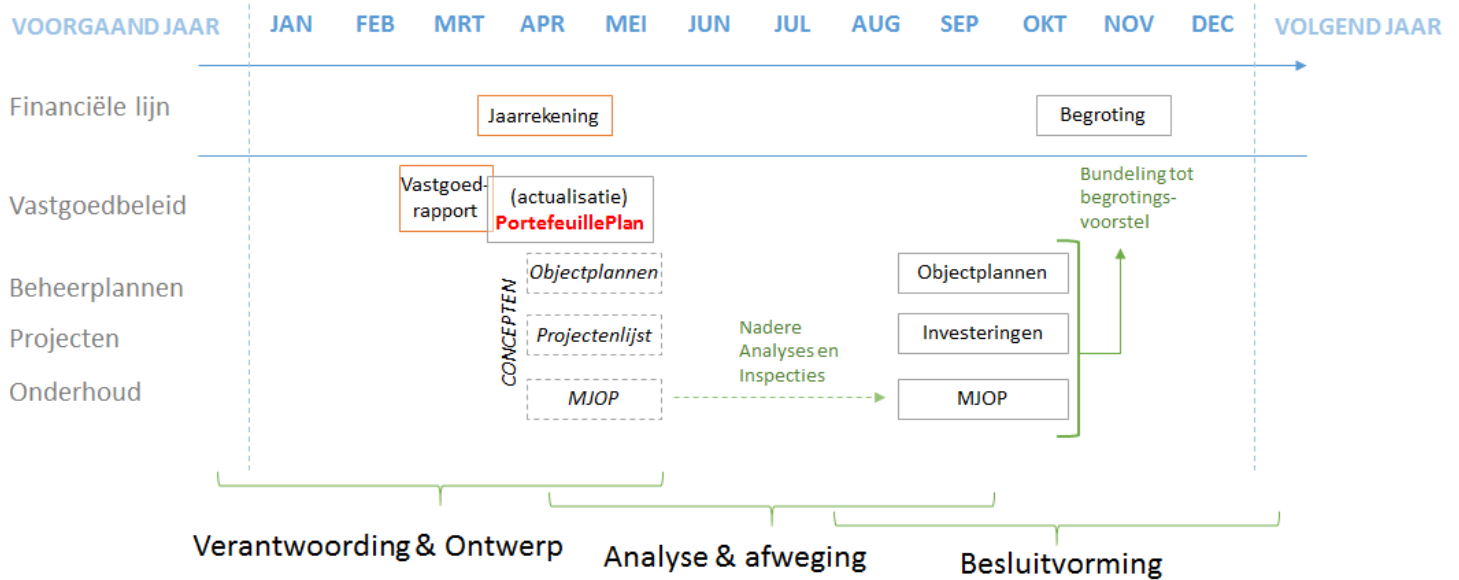 VOORGAAND JAAR JAN FEB MRT APR MEI JUN JUL AUG SEP OKT NOV DEC VOLGEND JAAR
Financiële lijn
Jaarrekening
Begroting
Vastgoedbeleid
Vastgoed-
rapport
(actualisatie)
PortefeuillePlan
Bundeling tot
begrotings-
voorstel
Beheerplannen
Projecten
Onderhoud
CONCEPTEN
Objectplannen
Projectenlijst
MJOP
Nadere
Analyses en
Inspecties
Objectplannen
Investeringen
MJOP
Verantwoording & Ontwerp
Analyse & afweging
Besluitvorming